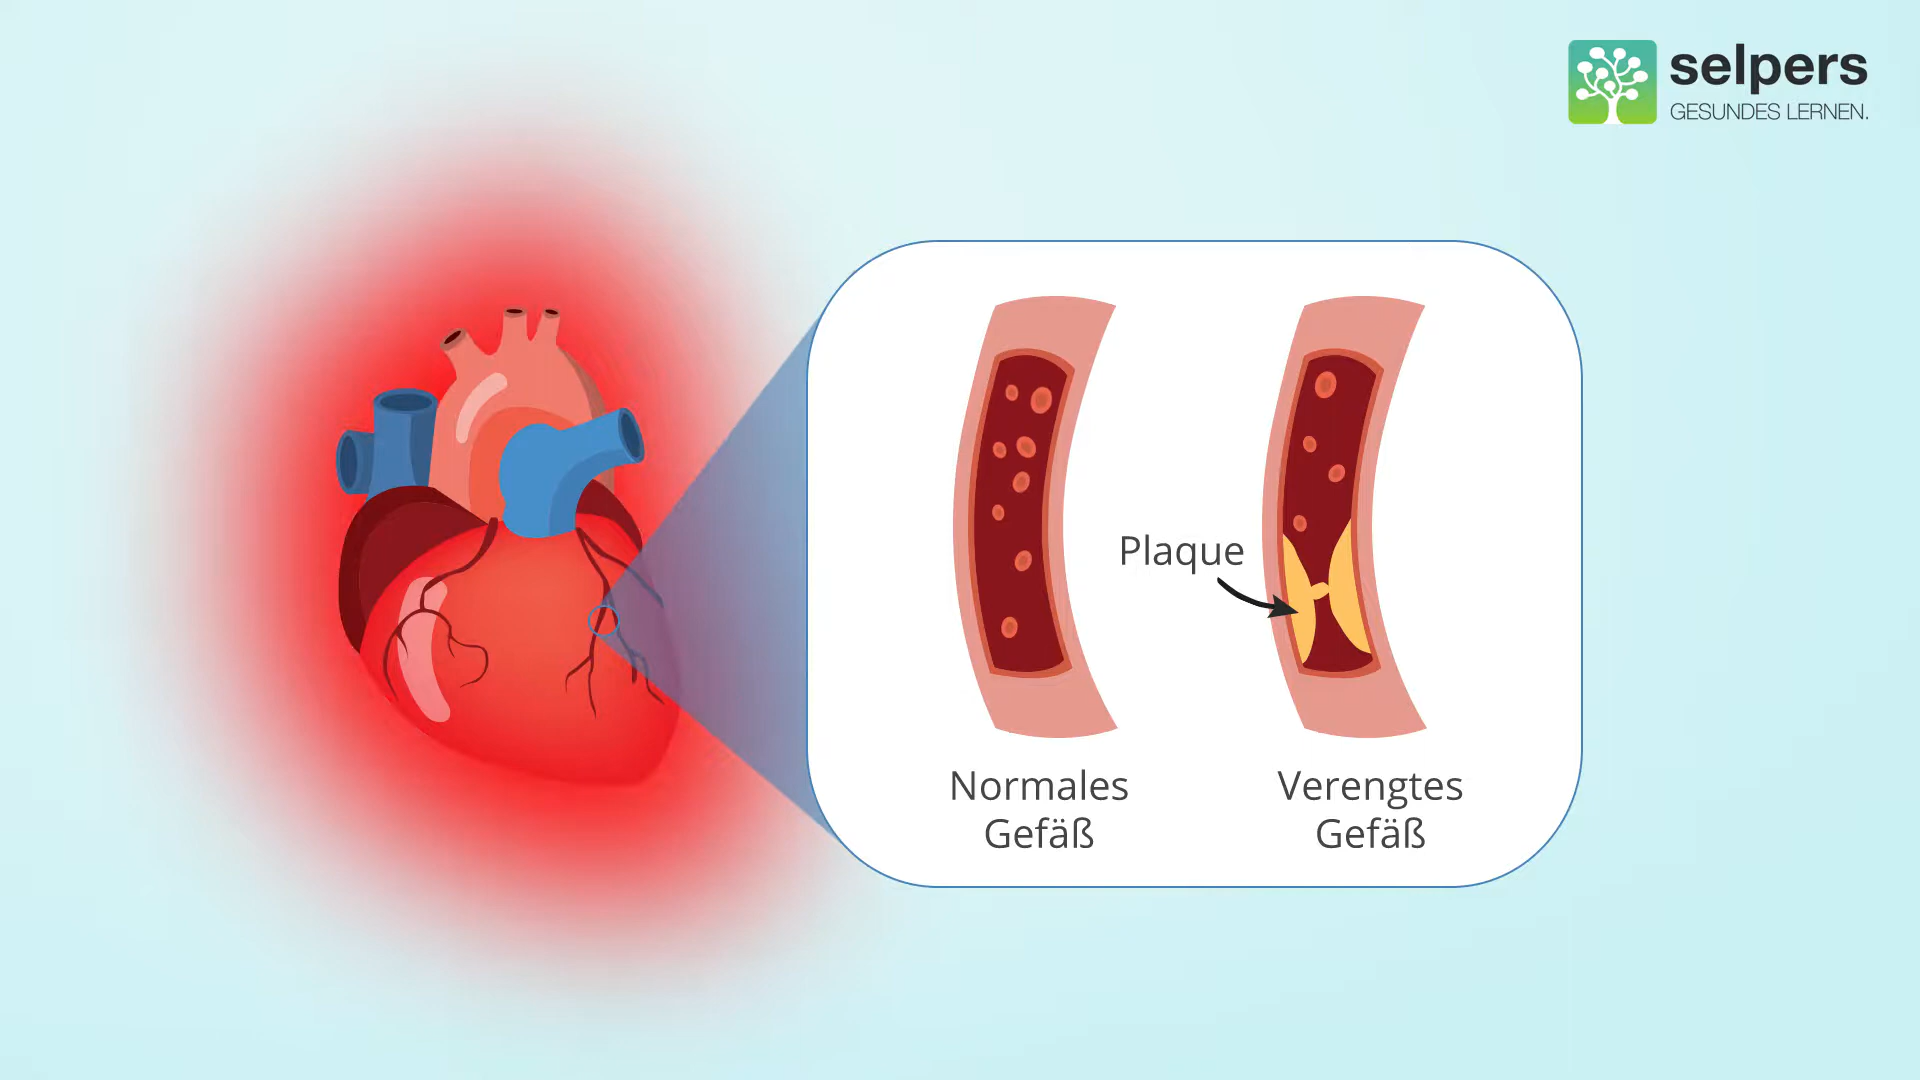 selpers
GESUNDES LERNEN.
Plaque
Normales
Gefäß
Verengtes
Gefäß